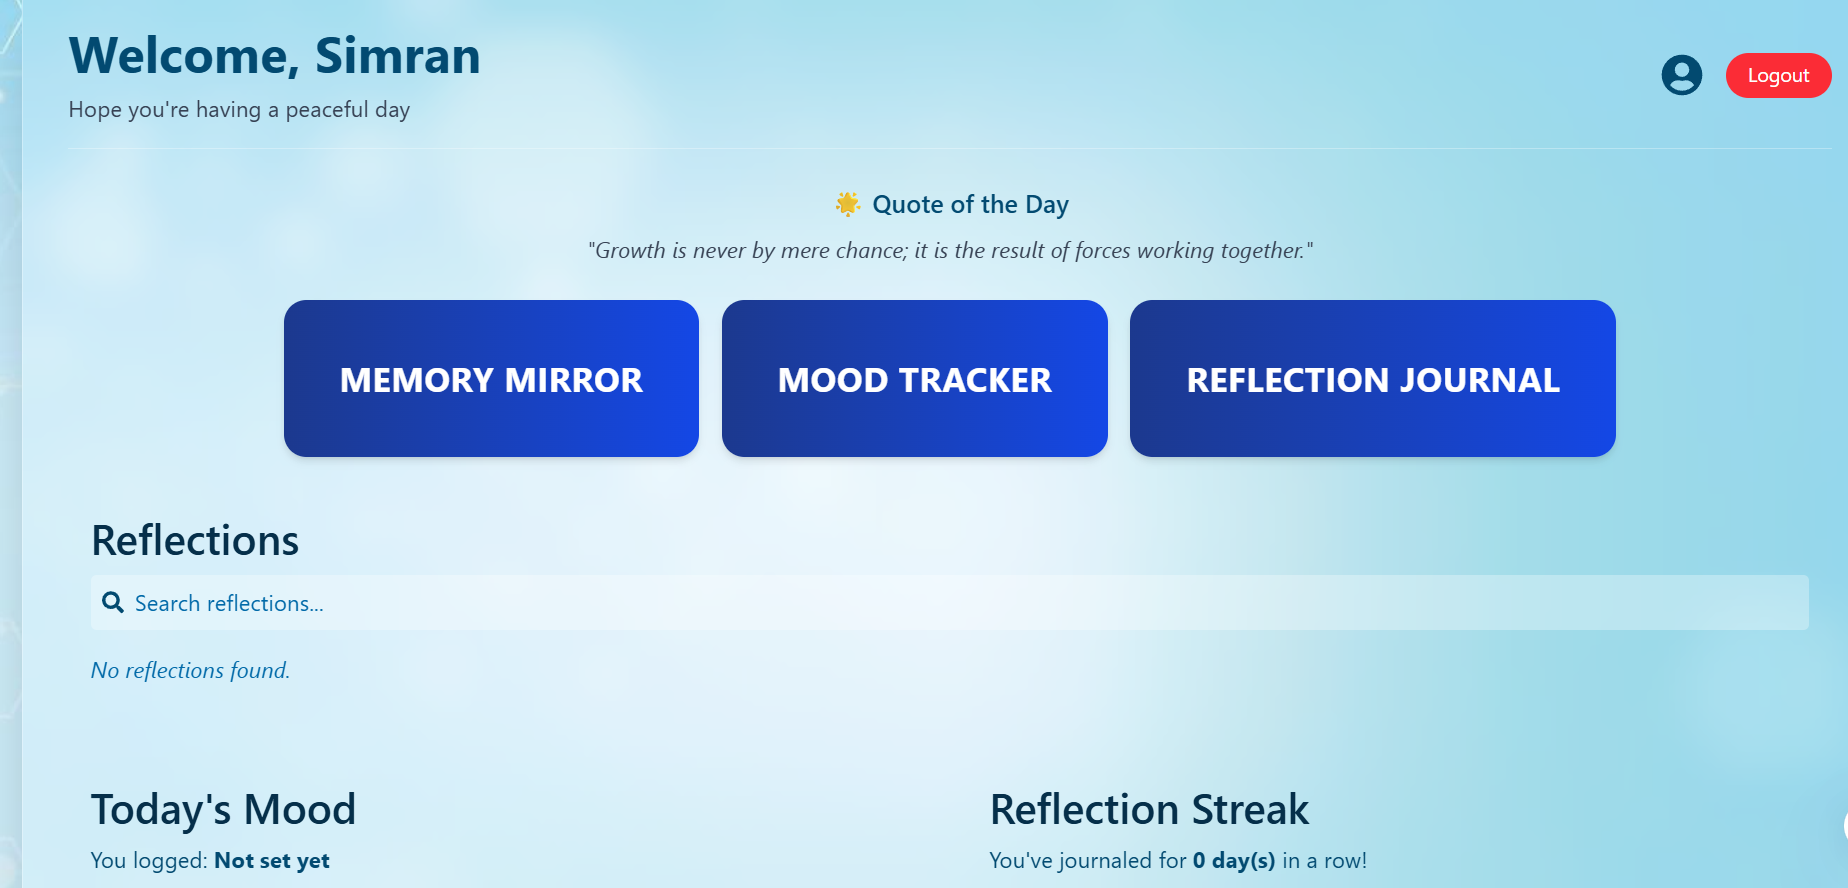 Welcome, Simran
Hope you're having a peaceful day
Logout
Quote of the Day
"Growth is never by mere chance; it is the result of forces working together."
MEMORY MIRROR
MOOD TRACKER
REFLECTION JOURNAL
Reflections
Search reflections...
No reflections found.
Today's Mood
You logged: Not set yet
Reflection Streak
You've journaled for 0 day(s) in a row!